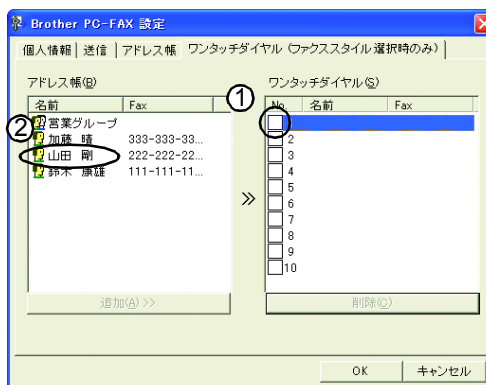 Brother PC-FAX 設定
個人情報 送信 アドレス帳 ワンタッチダイヤル (ファクススタイル選択時のみ)
アドレス帳(B)
名前 Fax
営業グループ
加藤 晴 333-333-33...
山田 剛 222-222-22...
鈴木 康雄 111-111-11...
追加(A) >>
②
①
»
ワンタッチダイヤル(S)
No. 名前 Fax
2
3
4
5
6
7
8
9
10
削除(C)
OK キャンセル